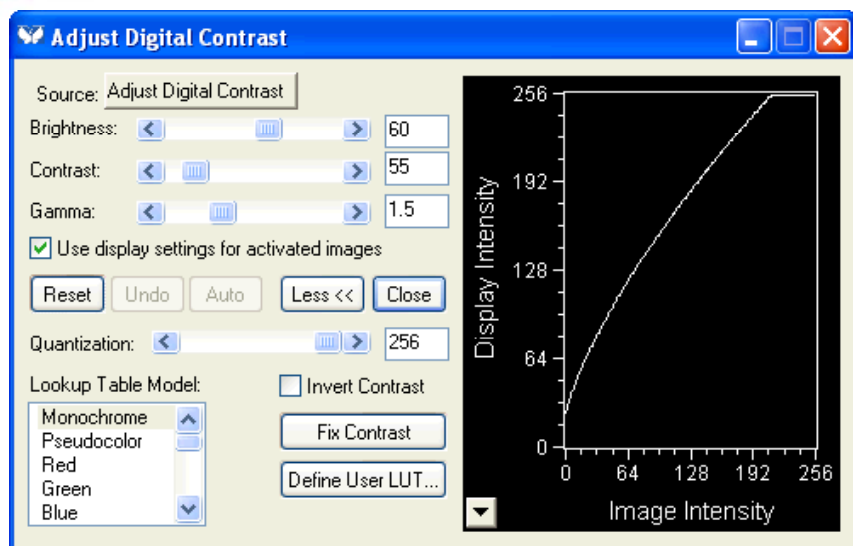 Adjust Digital Contrast
Source: Adjust Digital Contrast
Brightness: 60
Contrast: 55
Gamma: 1.5
Use display settings for activated images
Reset Undo Auto Less << Close
Quantization: 256
Lookup Table Model:
Invert Contrast
Monochrome
Pseudocolor
Red
Green
Blue
Fix Contrast
Define User LUT...
Display Intensity
256
192
128
64
0
0 64 128 192 256
Image Intensity